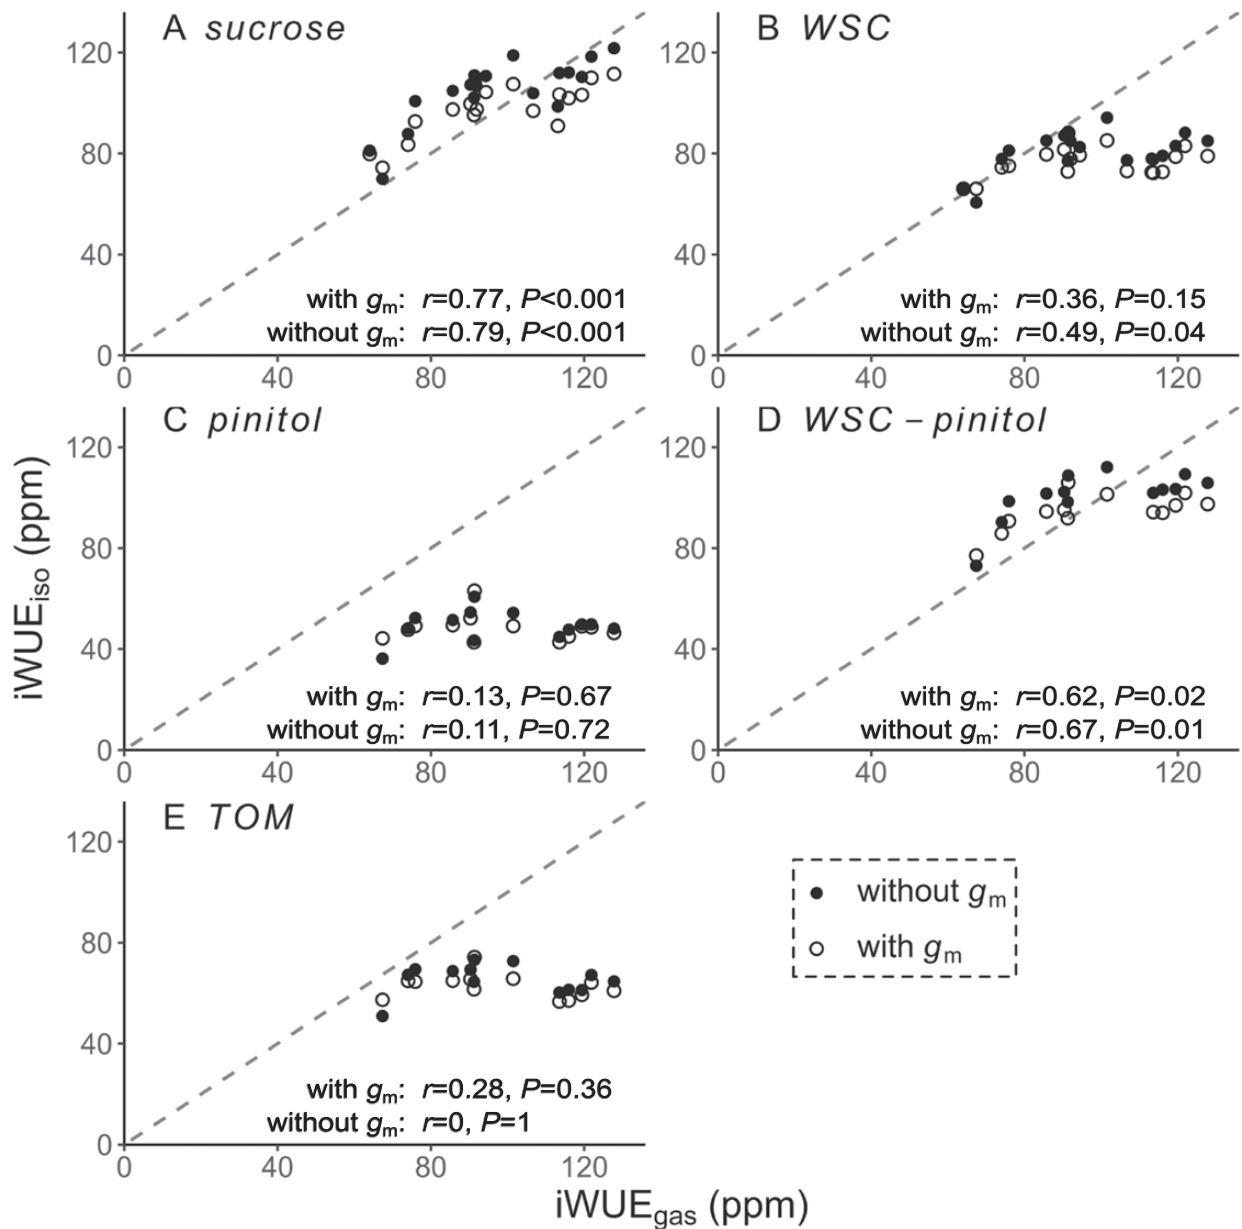 A sucrose
120
80
40
0
0 40 80 120
with gm: r=0.77, P<0.001
without gm: r=0.79, P<0.001
B WSC
120
80
40
0
0 40 80 120
with gm: r=0.36, P=0.15
without gm: r=0.49, P=0.04
C pinitol
120
80
40
0
0 40 80 120
with gm: r=0.13, P=0.67
without gm: r=0.11, P=0.72
D WSC – pinitol
120
80
40
0
0 40 80 120
with gm: r=0.62, P=0.02
without gm: r=0.67, P=0.01
E TOM
120
80
40
0
0 40 80 120
with gm: r=0.28, P=0.36
without gm: r=0, P=1
without gm
with gm
iWUEiso (ppm)
iWUEgas (ppm)